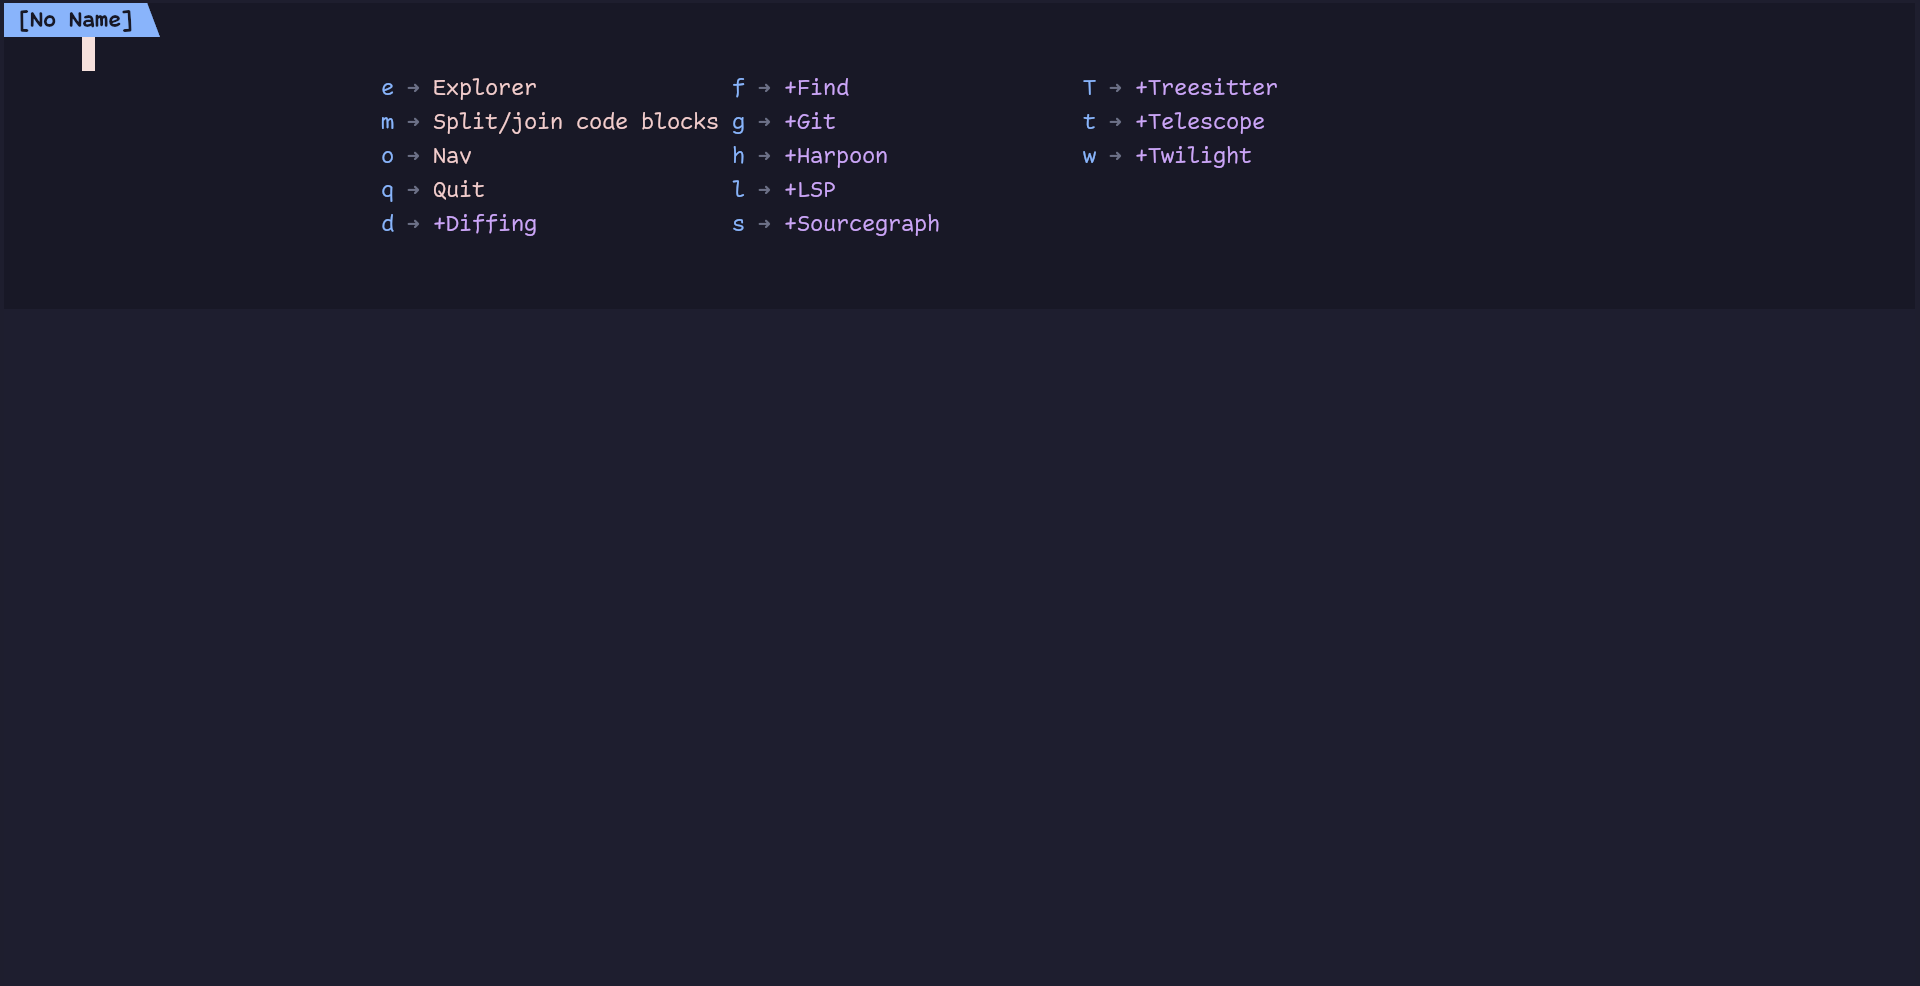 [No Name]
e → Explorer f → +Find T → +Treesitter
m → Split/join code blocks g → +Git t → +Telescope
o → Nav h → +Harpoon w → +Twilight
q → Quit l → +LSP
d → +Diffing s → +Sourcegraph